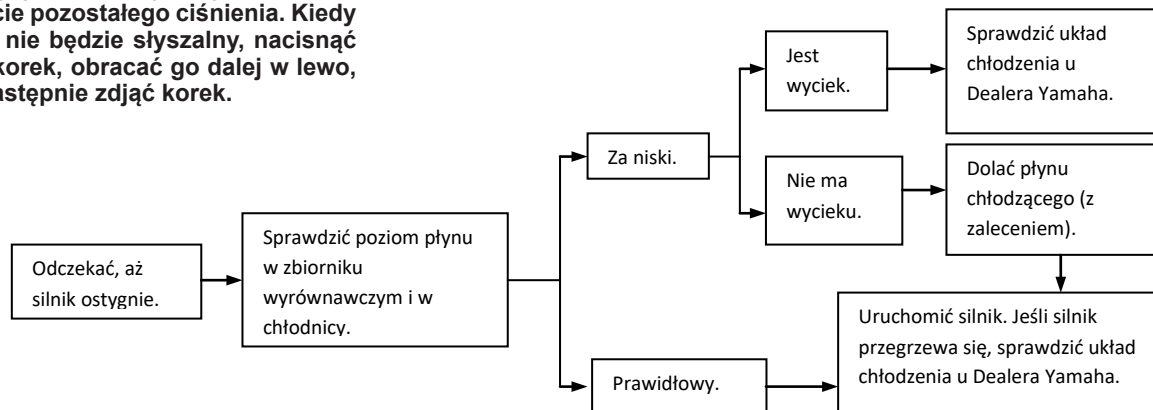 cie pozostałego ciśnienia. Kiedy
nie będzie słyszalny, nacisnąć
korek, obracać go dalej w lewo,
astępnie zdjąć korek.
Odczekać, aż
silnik ostygnie.
Sprawdzić poziom płynu
w zbiorniku
wyrównawczym i w
chłodnicy.
Za niski.
Jest
wyciek.
Sprawdzić układ
chłodzenia u
Dealera Yamaha.
Nie ma
wycieku.
Dolać płynu
chłodzącego (z
zaleceniem).
Prawidłowy.
Uruchomić silnik. Jeśli silnik
przegrzewa się, sprawdzić układ
chłodzenia u Dealera Yamaha.